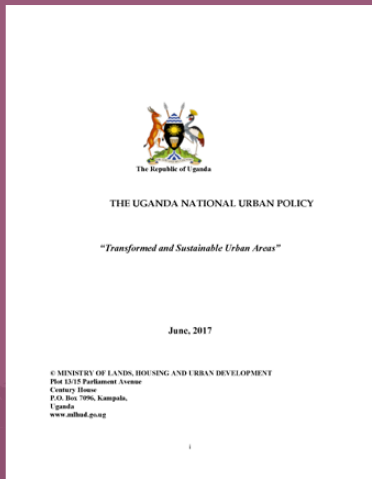 The Republic of Uganda
THE UGANDA NATIONAL URBAN POLICY
“Transformed and Sustainable Urban Areas”
June, 2017
© MINISTRY OF LANDS, HOUSING AND URBAN DEVELOPMENT
Plot 13/15 Parliament Avenue
Century House
P.O. Box 7096, Kampala,
Uganda
www.mlhud.go.ug
i